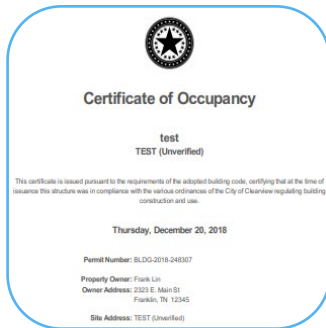 Certificate of Occupancy
test
TEST (Unverified)
This certificate is issued pursuant to the requirements of the adopted building code, certifying that at the time of
issuance this structure was in compliance with the various ordinances of the City of Clearview regulating building
construction and use.
Thursday, December 20, 2018
Permit Number: BLDG-2018-248307
Property Owner: Frank Lin
Owner Address: 2323 E. Main St
Franklin, TN 12345
Site Address: TEST (Unverified)